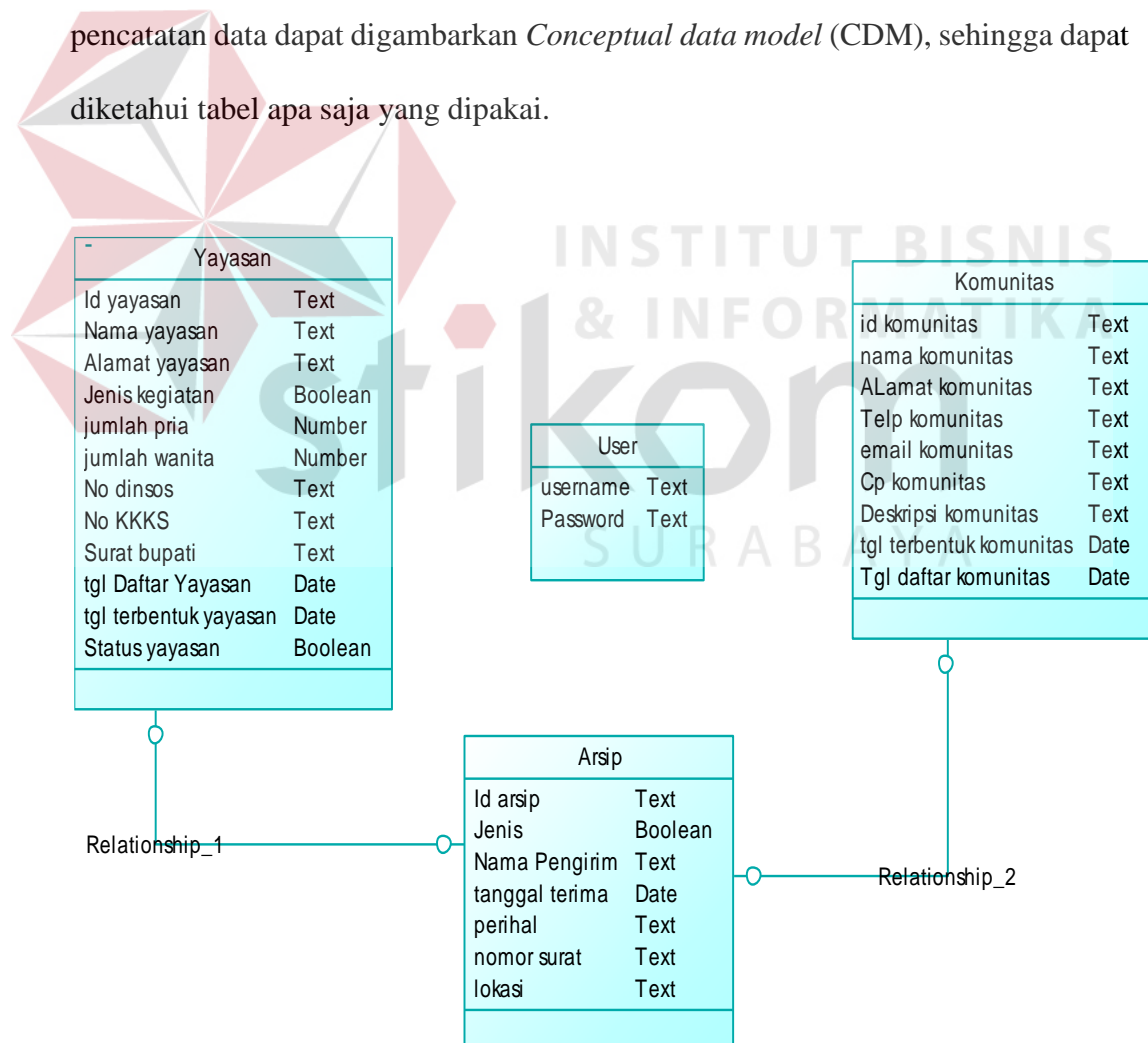 pencatatan data dapat digambarkan Conceptual data model (CDM), sehingga dapat
diketahui tabel apa saja yang dipakai.
INSTITUT BISNIS
& INFORMATIKA
stikom
SURABAYA
Yayasan
Id yayasan Text
Nama yayasan Text
Alamat yayasan Text
Jenis kegiatan Boolean
jumlah pria Number
jumlah wanita Number
No dinsos Text
No KKKS Text
Surat bupati Text
tgl Daftar Yayasan Date
tgl terbentuk yayasan Date
Status yayasan Boolean
User
username Text
Password Text
Komunitas
id komunitas Text
nama komunitas Text
ALamat komunitas Text
Telp komunitas Text
email komunitas Text
Cp komunitas Text
Deskripsi komunitas Text
tgl terbentuk komunitas Date
Tgl daftar komunitas Date
Relationship_1
Arsip
Id arsip Text
Jenis Boolean
Nama Pengirim Text
tanggal terima Date
perihal Text
nomor surat Text
lokasi Text
Relationship_2